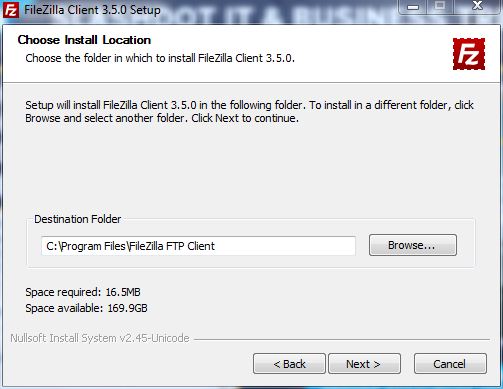 FileZilla Client 3.5.0 Setup
Choose Install Location
Choose the folder in which to install FileZilla Client 3.5.0.
FZ
Setup will install FileZilla Client 3.5.0 in the following folder. To install in a different folder, click
Browse and select another folder. Click Next to continue.
Destination Folder
C:\Program Files\FileZilla FTP Client
Browse...
Space required: 16.5MB
Space available: 169.9GB
Nullsoft Install System v2.45-Unicode
< Back
Next >
Cancel